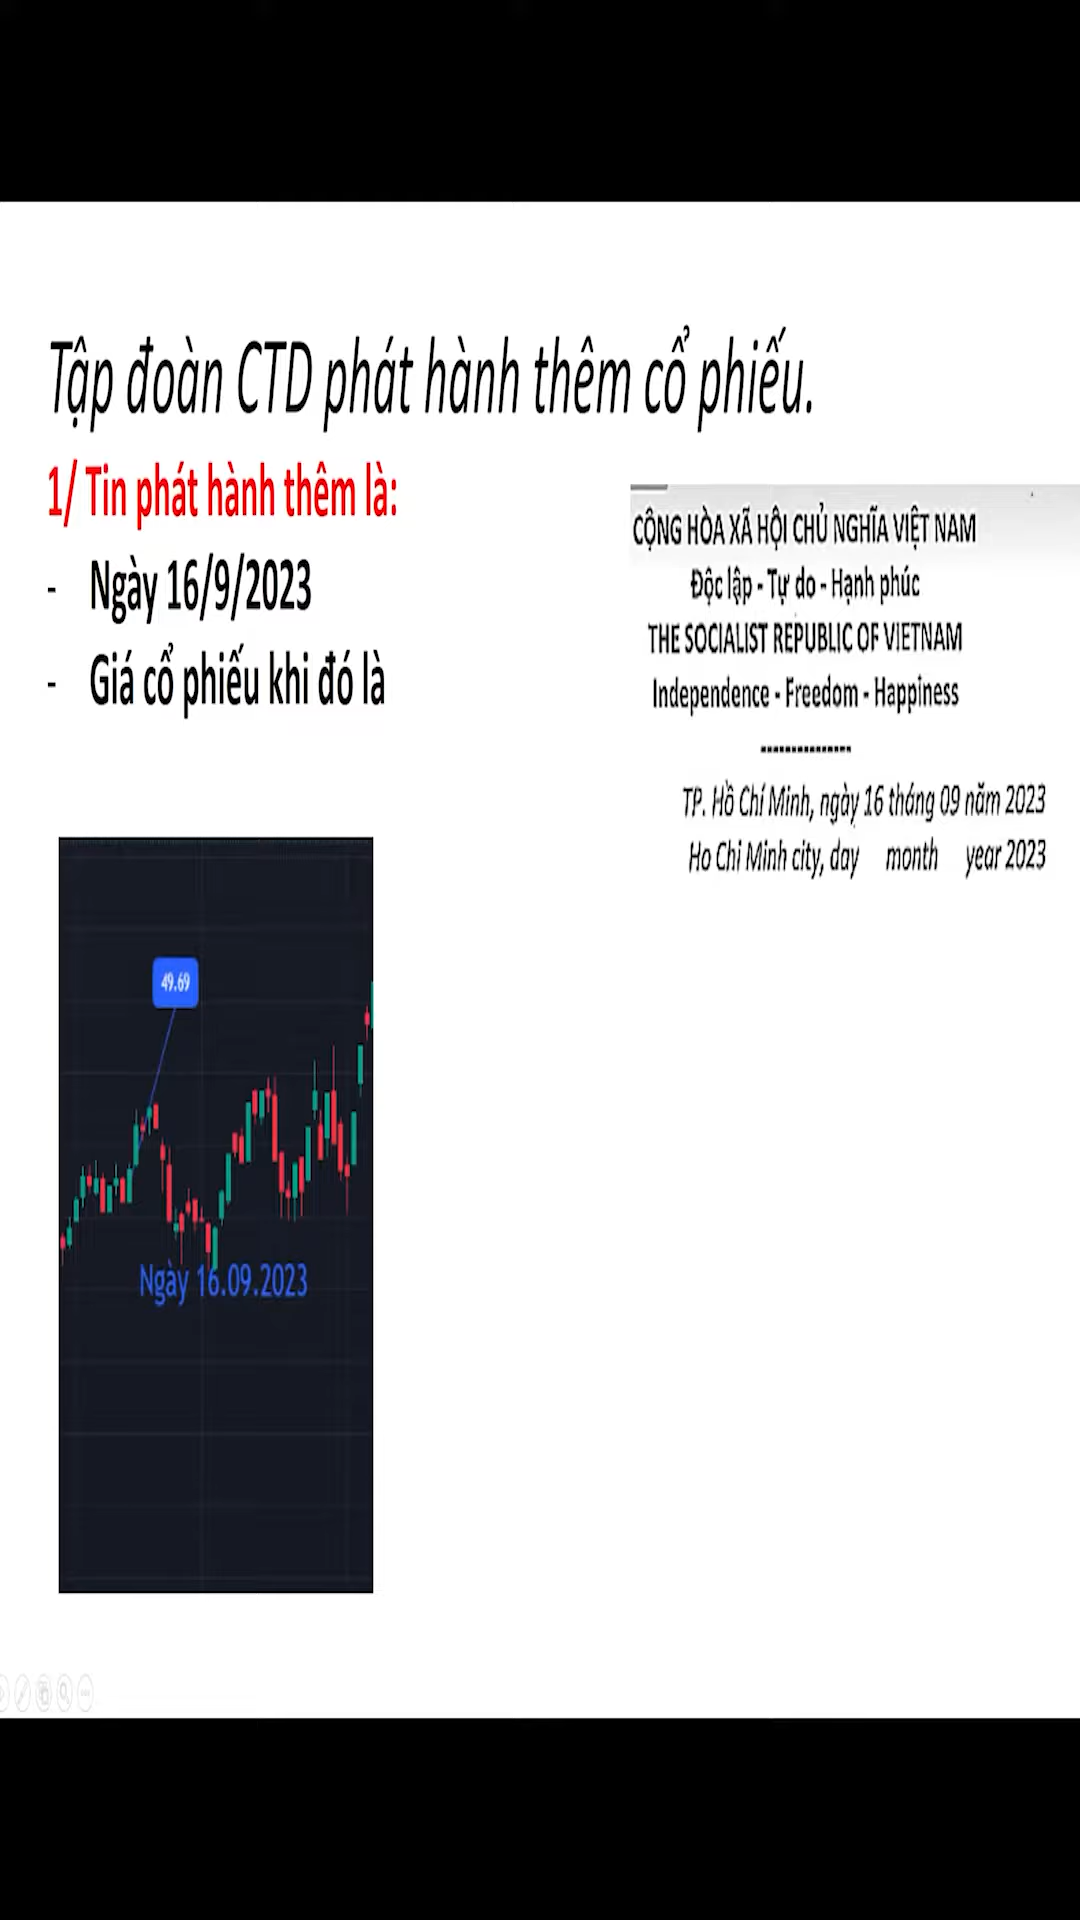 Tập đoàn CTD phát hành thêm cổ phiếu.
1/ Tin phát hành thêm là:
- Ngày 16/9/2023
- Giá cổ phiếu khi đó là
CỘNG HÒA XÃ HỘI CHỦ NGHĨA VIỆT NAM
Độc lập - Tự do - Hạnh phúc
THE SOCIALIST REPUBLIC OF VIETNAM
Independence - Freedom - Happiness
---------------
TP. Hồ Chí Minh, ngày 16 tháng 09 năm 2023
Ho Chi Minh city, day month year 2023
49.69
Ngày 16.09.2023